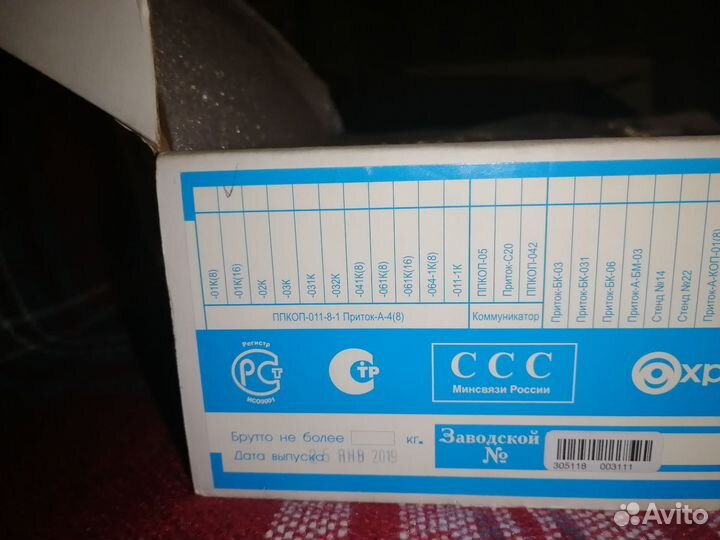 -01К(8)
-01К(16)
-02К
-03К
-031К
-032К
-041К(8)
-061К(8)
-061К(16)
-064-1К(8)
-011-1К
ППКОП-05
Приток-С20
ППКОП-042
Приток-БК-03
Приток-БК-031
Приток-БК-06
Приток-А-БМ-03
Стенд №14
Стенд №22
Приток-А-КОП-01(8)
ППКОП-011-8-1 Приток-А-4(8)
Коммуникатор
Регистр
РСТ
ИСО9001
СТР
ССС
Минсвязи России
Брутто не более кг.
Дата выпуска ЯНВ 2019
Заводской
№
305118 003111
Avito